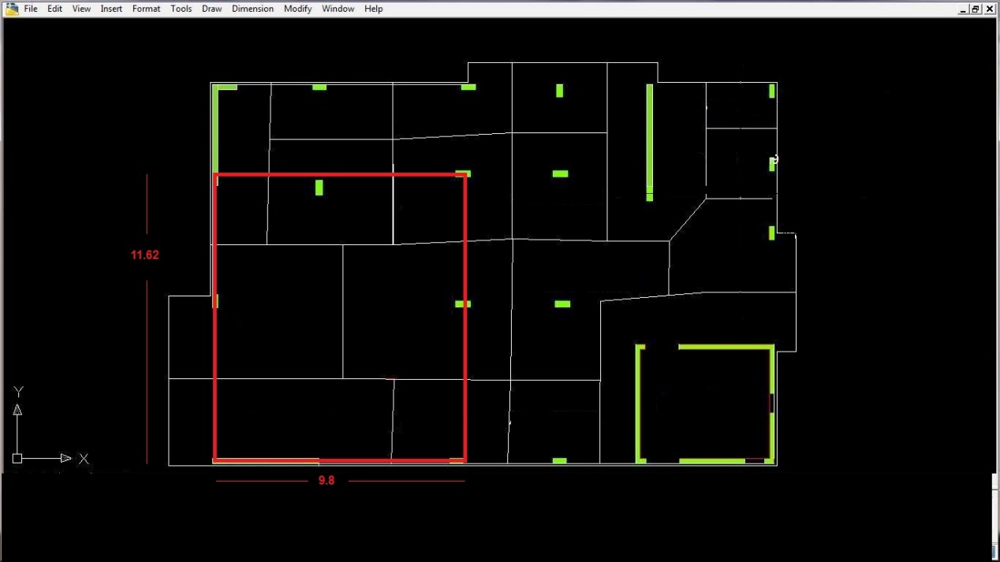 File Edit View Insert Format Tools Draw Dimension Modify Window Help
11.62
Y
X
9.8